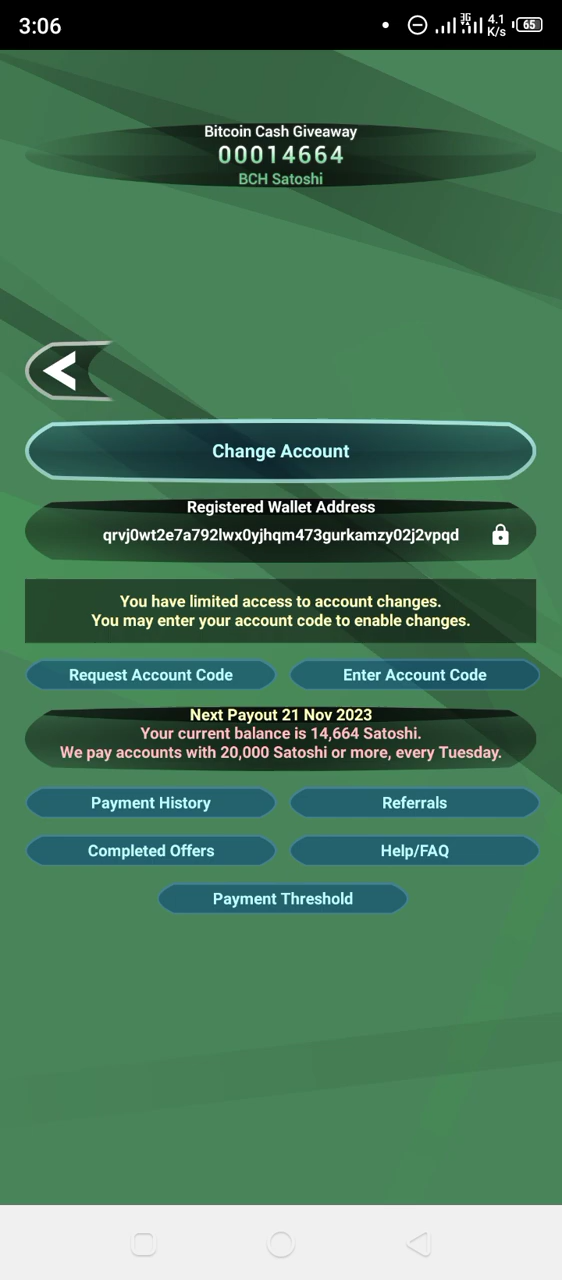 3:06
3G
4.1
K/s
65
Bitcoin Cash Giveaway
00014664
BCH Satoshi
Change Account
Registered Wallet Address
qrvj0wt2e7a792lwx0yjhqm473gurkamzy02j2vpqd
You have limited access to account changes.
You may enter your account code to enable changes.
Request Account Code
Enter Account Code
Next Payout 21 Nov 2023
Your current balance is 14,664 Satoshi.
We pay accounts with 20,000 Satoshi or more, every Tuesday.
Payment History
Referrals
Completed Offers
Help/FAQ
Payment Threshold